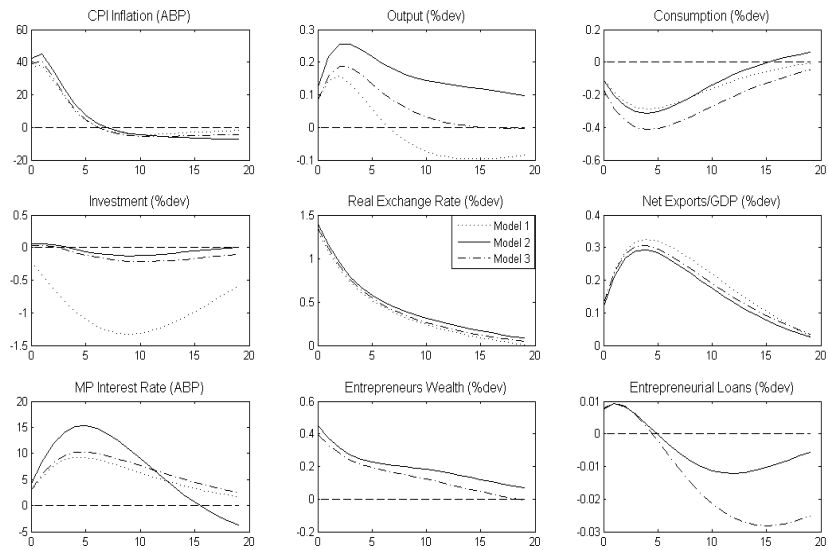 CPI Inflation (ABP)
60
40
20
0
-20
0 5 10 15 20
Output (%dev)
0.3
0.2
0.1
0
-0.1
0 5 10 15 20
Consumption (%dev)
0.2
0
-0.2
-0.4
-0.6
0 5 10 15 20
Investment (%dev)
0.5
0
-0.5
-1
-1.5
0 5 10 15 20
Real Exchange Rate (%dev)
1.5
1
0.5
0
0 5 10 15 20
Model 1
Model 2
Model 3
Net Exports/GDP (%dev)
0.4
0.3
0.2
0.1
0
0 5 10 15 20
MP Interest Rate (ABP)
20
15
10
5
0
-5
0 5 10 15 20
Entrepreneurs Wealth (%dev)
0.6
0.4
0.2
0
-0.2
0 5 10 15 20
Entrepreneurial Loans (%dev)
0.01
0
-0.01
-0.02
-0.03
0 5 10 15 20